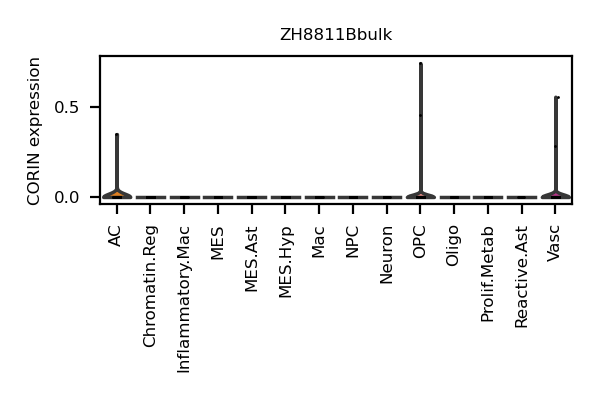 ZH8811Bbulk
CORIN expression
0.5
0.0
AC
Chromatin.Reg
Inflammatory.Mac
MES
MES.Ast
MES.Hyp
Mac
NPC
Neuron
OPC
Oligo
Prolif.Metab
Reactive.Ast
Vasc